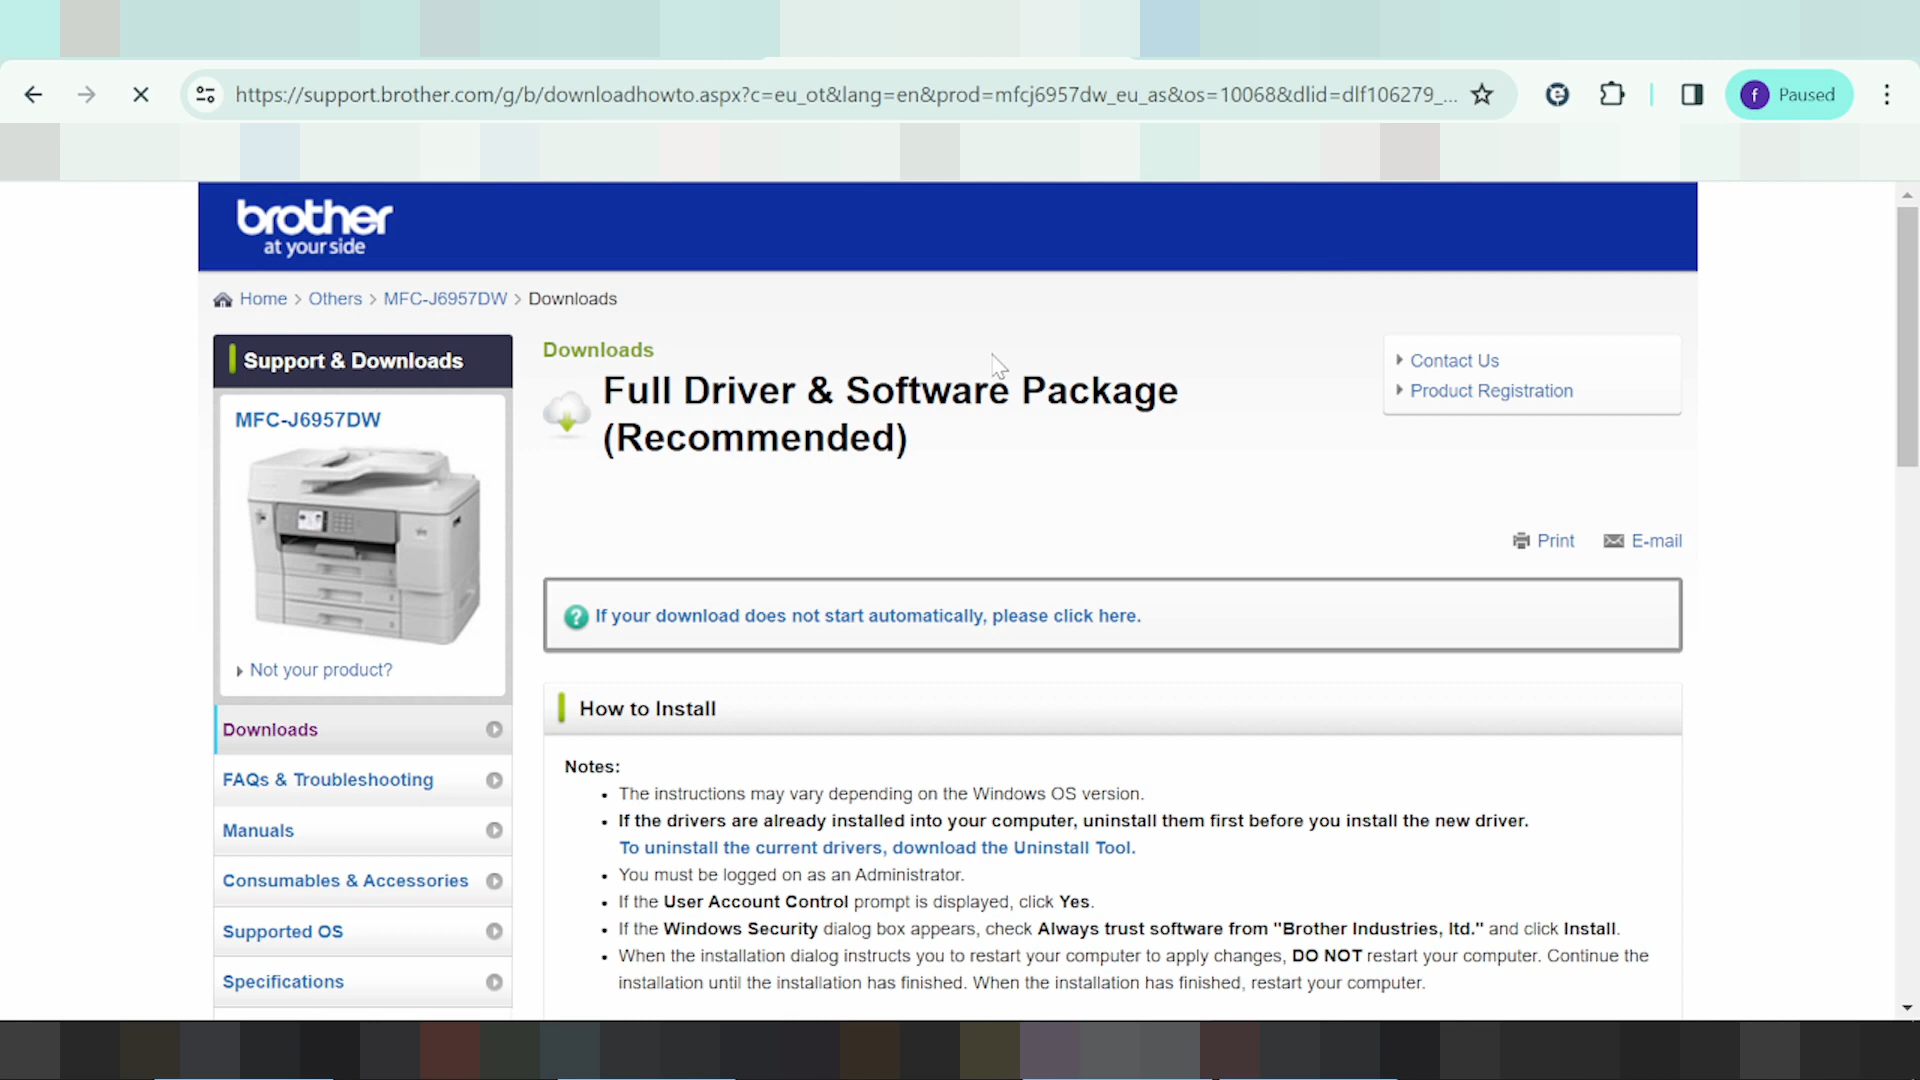 https://support.brother.com/g/b/downloadhowto.aspx?c=eu_ot&lang=en&prod=mfcj6957dw_eu_as&os=10068&dlid=dlf106279_...
f Paused
brother
at your side
Home > Others > MFC-J6957DW > Downloads
Support & Downloads
MFC-J6957DW
Not your product?
Downloads
FAQs & Troubleshooting
Manuals
Consumables & Accessories
Supported OS
Specifications
Downloads
Full Driver & Software Package
(Recommended)
Contact Us
Product Registration
Print E-mail
? If your download does not start automatically, please click here.
How to Install
Notes:
• The instructions may vary depending on the Windows OS version.
• If the drivers are already installed into your computer, uninstall them first before you install the new driver.
To uninstall the current drivers, download the Uninstall Tool.
• You must be logged on as an Administrator.
• If the User Account Control prompt is displayed, click Yes.
• If the Windows Security dialog box appears, check Always trust software from "Brother Industries, ltd." and click Install.
• When the installation dialog instructs you to restart your computer to apply changes, DO NOT restart your computer. Continue the
installation until the installation has finished. When the installation has finished, restart your computer.